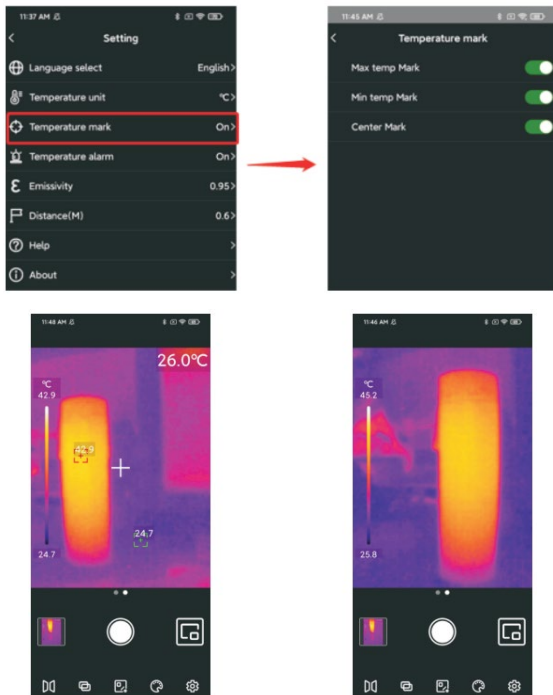 11:37 AM
Setting
Language select English
Temperature unit °C
Temperature mark On
Temperature alarm On
Emissivity 0.95
Distance(M) 0.6
Help
About
11:45 AM
Temperature mark
Max temp Mark
Min temp Mark
Center Mark
11:48 AM
26.0°C
°C
42.9
42.9
24.7
24.7
11:46 AM
°C
45.2
25.8